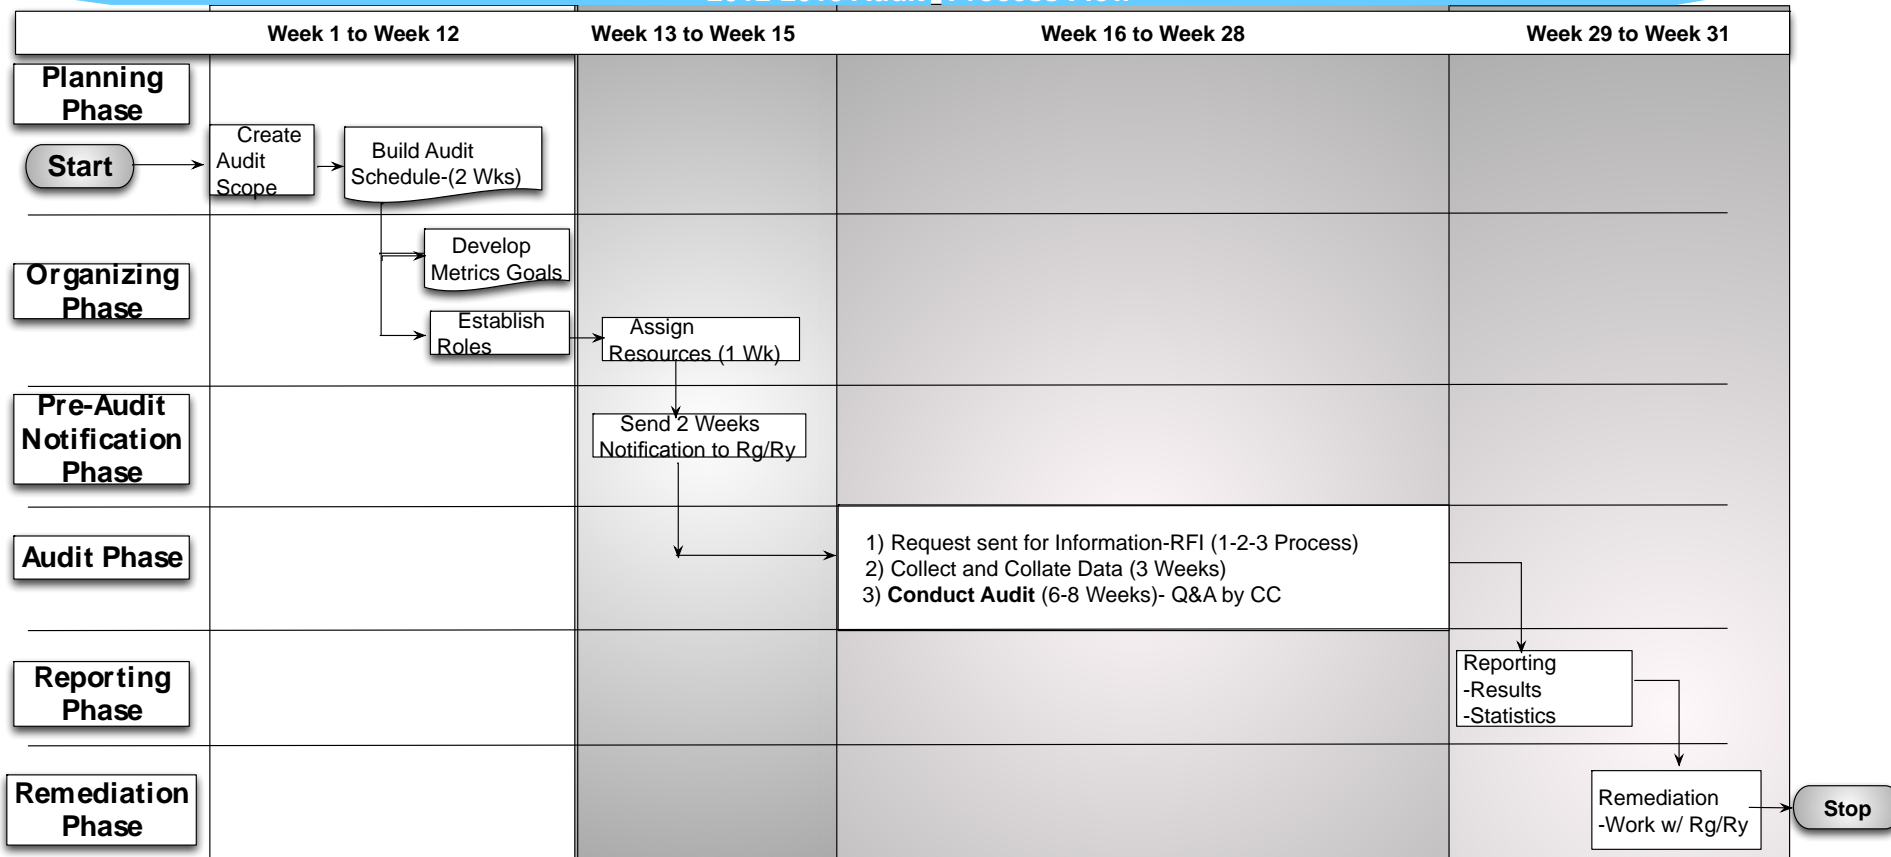 Week 1 to Week 12
Week 13 to Week 15
Week 16 to Week 28
Week 29 to Week 31
Planning
Phase
Start
Create
Audit
Scope
Build Audit
Schedule-(2 Wks)
Organizing
Phase
Develop
Metrics Goals
Establish
Roles
Assign
Resources (1 Wk)
Pre-Audit
Notification
Phase
Send 2 Weeks
Notification to Rg/Ry
Audit Phase
1) Request sent for Information-RFI (1-2-3 Process)
2) Collect and Collate Data (3 Weeks)
3) Conduct Audit (6-8 Weeks)- Q&A by CC
Reporting
Phase
Reporting
-Results
-Statistics
Remediation
Phase
Remediation
-Work w/ Rg/Ry
Stop